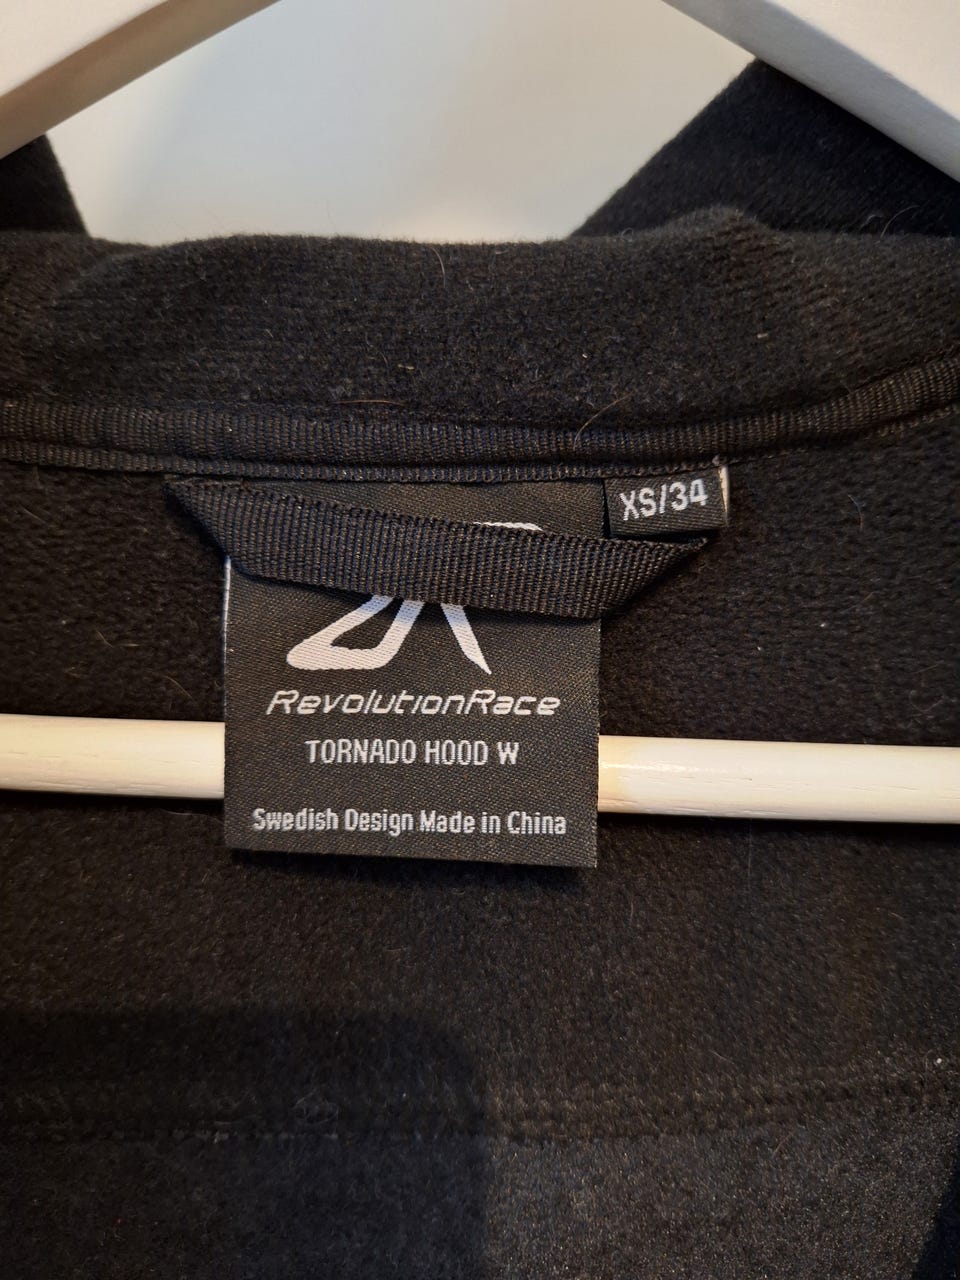 XS/34
RevolutionRace
TORNADO HOOD W
Swedish Design Made in China